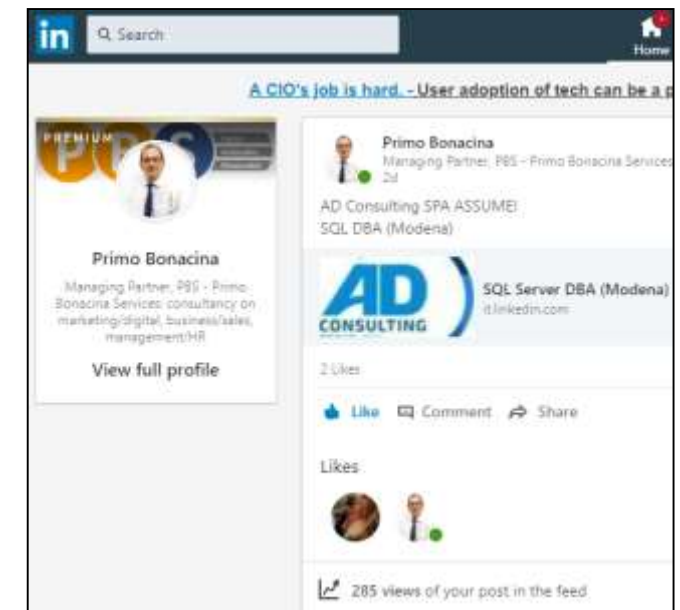 in
Search
Home
A CIO's job is hard. - User adoption of tech can be a p
PREMIUM
PBS
Primo Bonacina
Managing Partner, PBS - Primo
Bonacina Services: consultancy on
marketing/digital, business/sales,
management/HR
View full profile
Primo Bonacina
Managing Partner, PBS - Primo Bonacina Services
2d
AD Consulting SPA ASSUME!
SQL DBA (Modena)
AD
CONSULTING
SQL Server DBA (Modena)
it.linkedin.com
2 Likes
Like Comment Share
Likes
285 views of your post in the feed